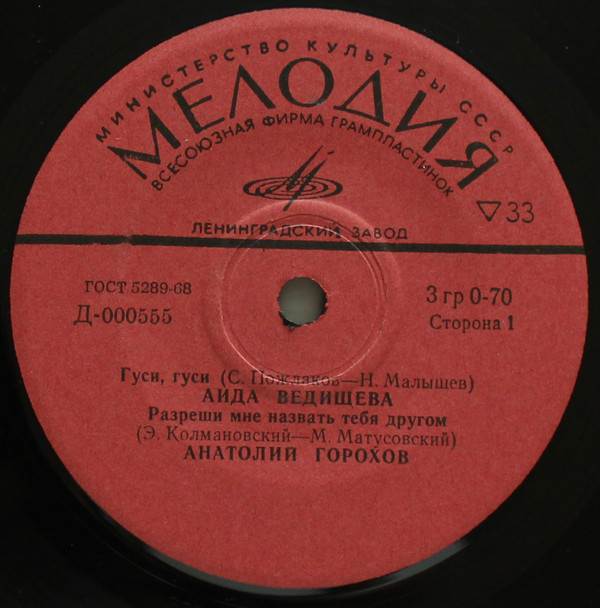 МИНИСТЕРСТВО КУЛЬТУРЫ СССР
МЕЛОДИЯ
ВСЕСОЮЗНАЯ ФИРМА ГРАМПЛАСТИНОК
▽33
ЛЕНИНГРАДСКИЙ ЗАВОД
ГОСТ 5289-68
Д-000555
3 гр 0-70
Сторона 1
Гуси, гуси (С. Пожлаков—Н. Малышев)
АИДА ВЕДИЩЕВА
Разреши мне назвать тебя другом
(Э. Колмановский—М. Матусовский)
АНАТОЛИЙ ГОРОХОВ